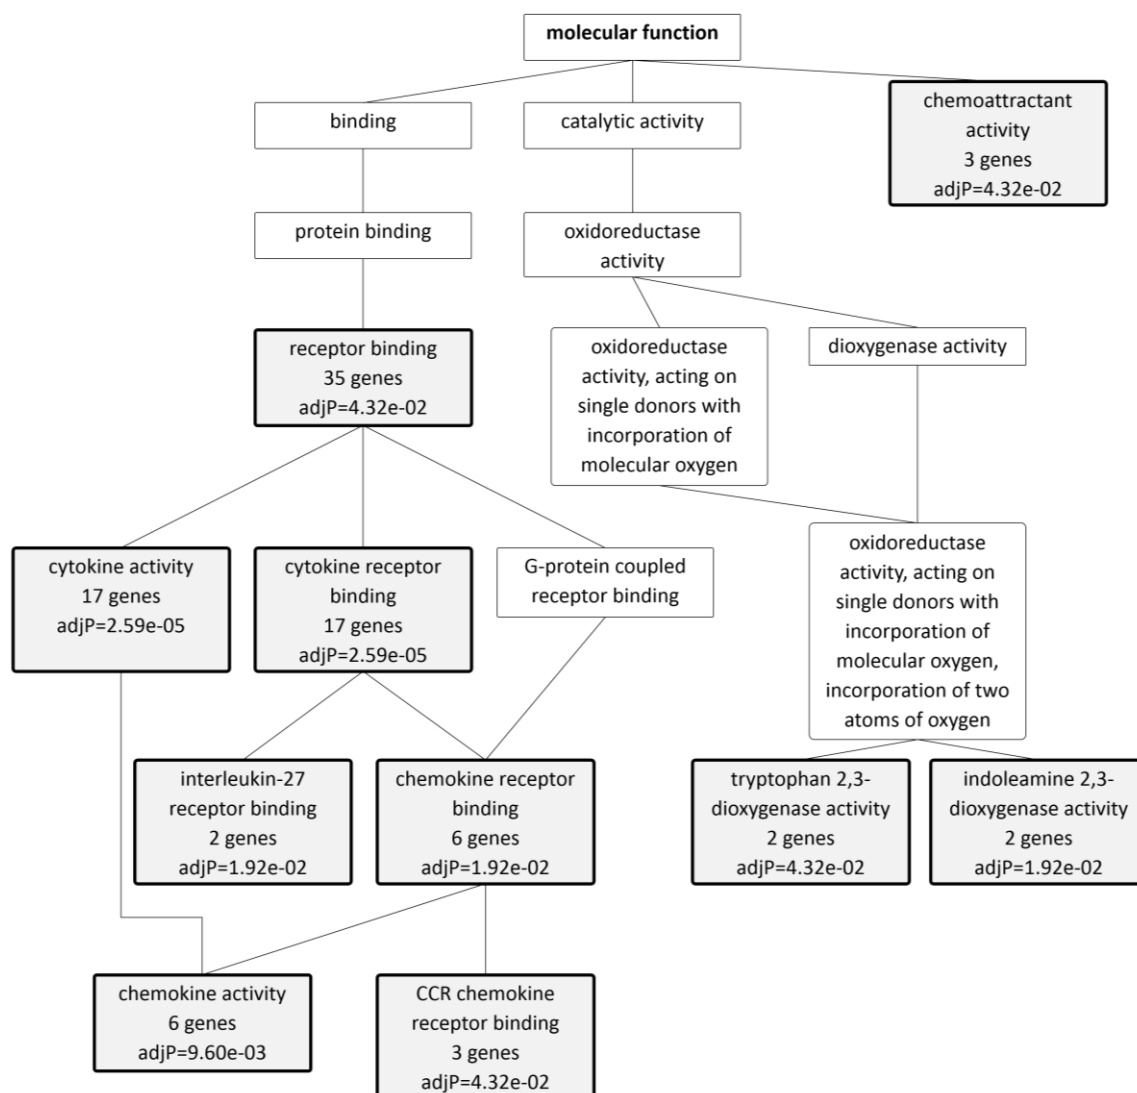 molecular function
binding
catalytic activity
chemoattractant
activity
3 genes
adjP=4.32e-02
protein binding
oxidoreductase
activity
receptor binding
35 genes
adjP=4.32e-02
oxidoreductase
activity, acting on
single donors with
incorporation of
molecular oxygen
dioxygenase activity
cytokine activity
17 genes
adjP=2.59e-05
cytokine receptor
binding
17 genes
adjP=2.59e-05
G-protein coupled
receptor binding
oxidoreductase
activity, acting on
single donors with
incorporation of
molecular oxygen,
incorporation of two
atoms of oxygen
interleukin-27
receptor binding
2 genes
adjP=1.92e-02
chemokine receptor
binding
6 genes
adjP=1.92e-02
tryptophan 2,3-
dioxygenase activity
2 genes
adjP=4.32e-02
indoleamine 2,3-
dioxygenase activity
2 genes
adjP=1.92e-02
chemokine activity
6 genes
adjP=9.60e-03
CCR chemokine
receptor binding
3 genes
adjP=4.32e-02